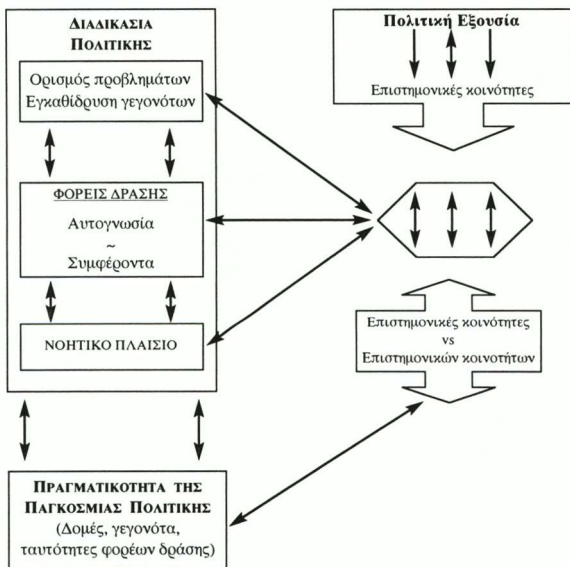 ΔΙΑΔΙΚΑΣΙΑ
ΠΟΛΙΤΙΚΗΣ
Ορισμός προβλημάτων
Εγκαθίδρυση γεγονότων
ΦΟΡΕΙΣ ΔΡΑΣΗΣ
Αυτογνωσία
~
Συμφέροντα
ΝΟΗΤΙΚΟ ΠΛΑΙΣΙΟ
ΠΡΑΓΜΑΤΙΚΟΤΗΤΑ ΤΗΣ
ΠΑΓΚΟΣΜΙΑΣ ΠΟΛΙΤΙΚΗΣ
(Δομές, γεγονότα,
ταυτότητες φορέων δράσης)
Πολιτική Εξουσία
Επιστημονικές κοινότητες
Επιστημονικές κοινότητες
vs
Επιστημονικών κοινοτήτων